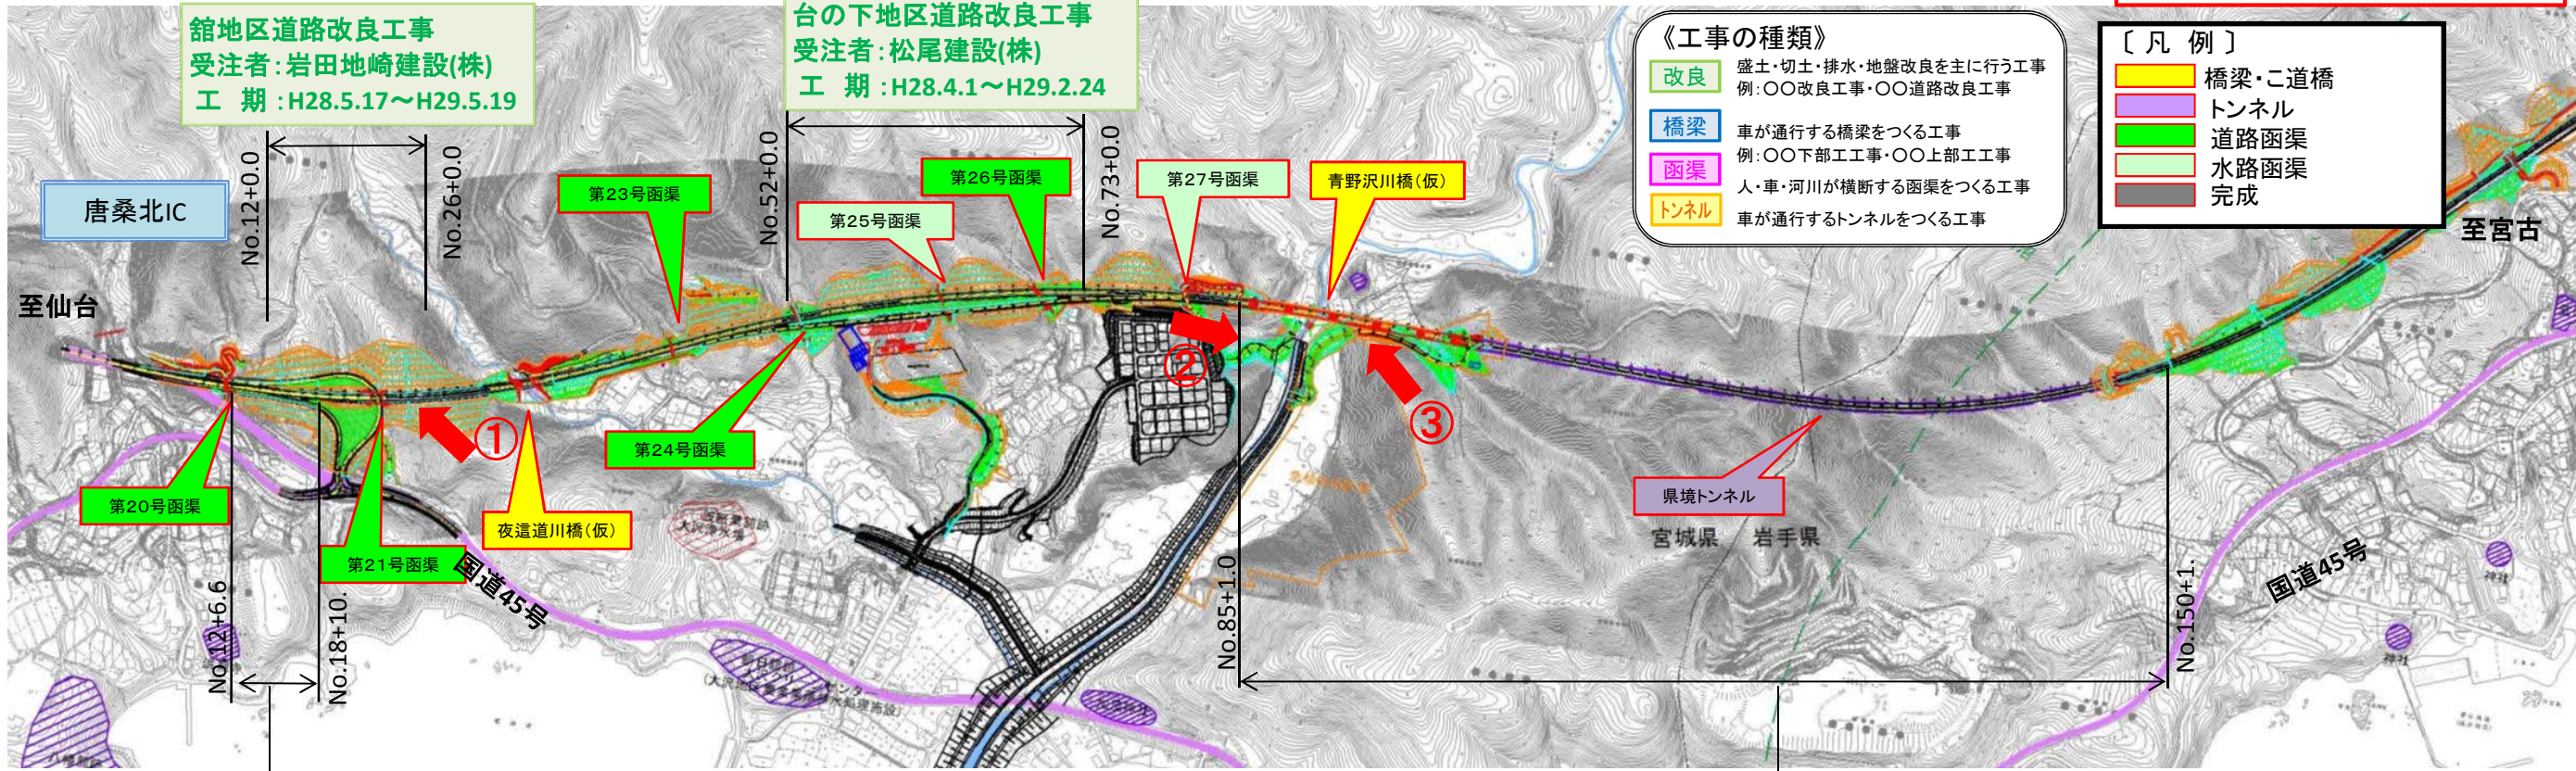 舘地区道路改良工事
受注者：岩田地崎建設(株)
工 期：H28.5.17～H29.5.19
台の下地区道路改良工事
受注者：松尾建設(株)
工 期：H28.4.1～H29.2.24
《工事の種類》
改良
盛土・切土・排水・地盤改良を主に行う工事
例：〇〇改良工事・〇〇道路改良工事
橋梁
車が通行する橋梁をつくる工事
例：〇〇下部工工事・〇〇上部工工事
函渠
人・車・河川が横断する函渠をつくる工事
トンネル
車が通行するトンネルをつくる工事
〔 凡 例 〕
橋梁・こ道橋
トンネル
道路函渠
水路函渠
完成
唐桑北IC
No.12+0.0
No.26+0.0
No.52+0.0
No.73+0.0
第23号函渠
第25号函渠
第26号函渠
第27号函渠
青野沢川橋(仮)
至仙台
至宮古
①
②
③
第20号函渠
第21号函渠
夜這道川橋(仮)
第24号函渠
県境トンネル
宮城県 岩手県
国道45号
国道45号
No.12+6.6
No.18+10.
No.85+1.0
No.150+1.
神社
神社